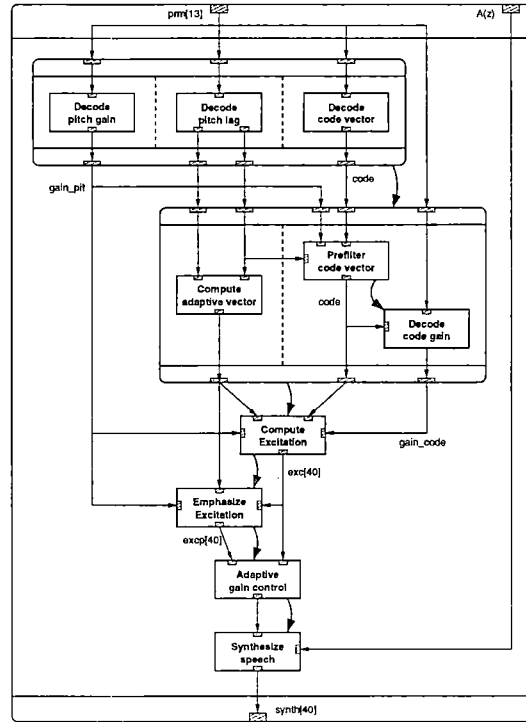 prm[13]
A(z)
Decode
pitch gain
Decode
pitch lag
Decode
code vector
gain_pit
code
Prefilter
code vector
Compute
adaptive vector
code
Decode
code gain
Compute
Excitation
gain_code
exc[40]
Emphasize
Excitation
excp[40]
Adaptive
gain control
Synthesize
speech
synth[40]